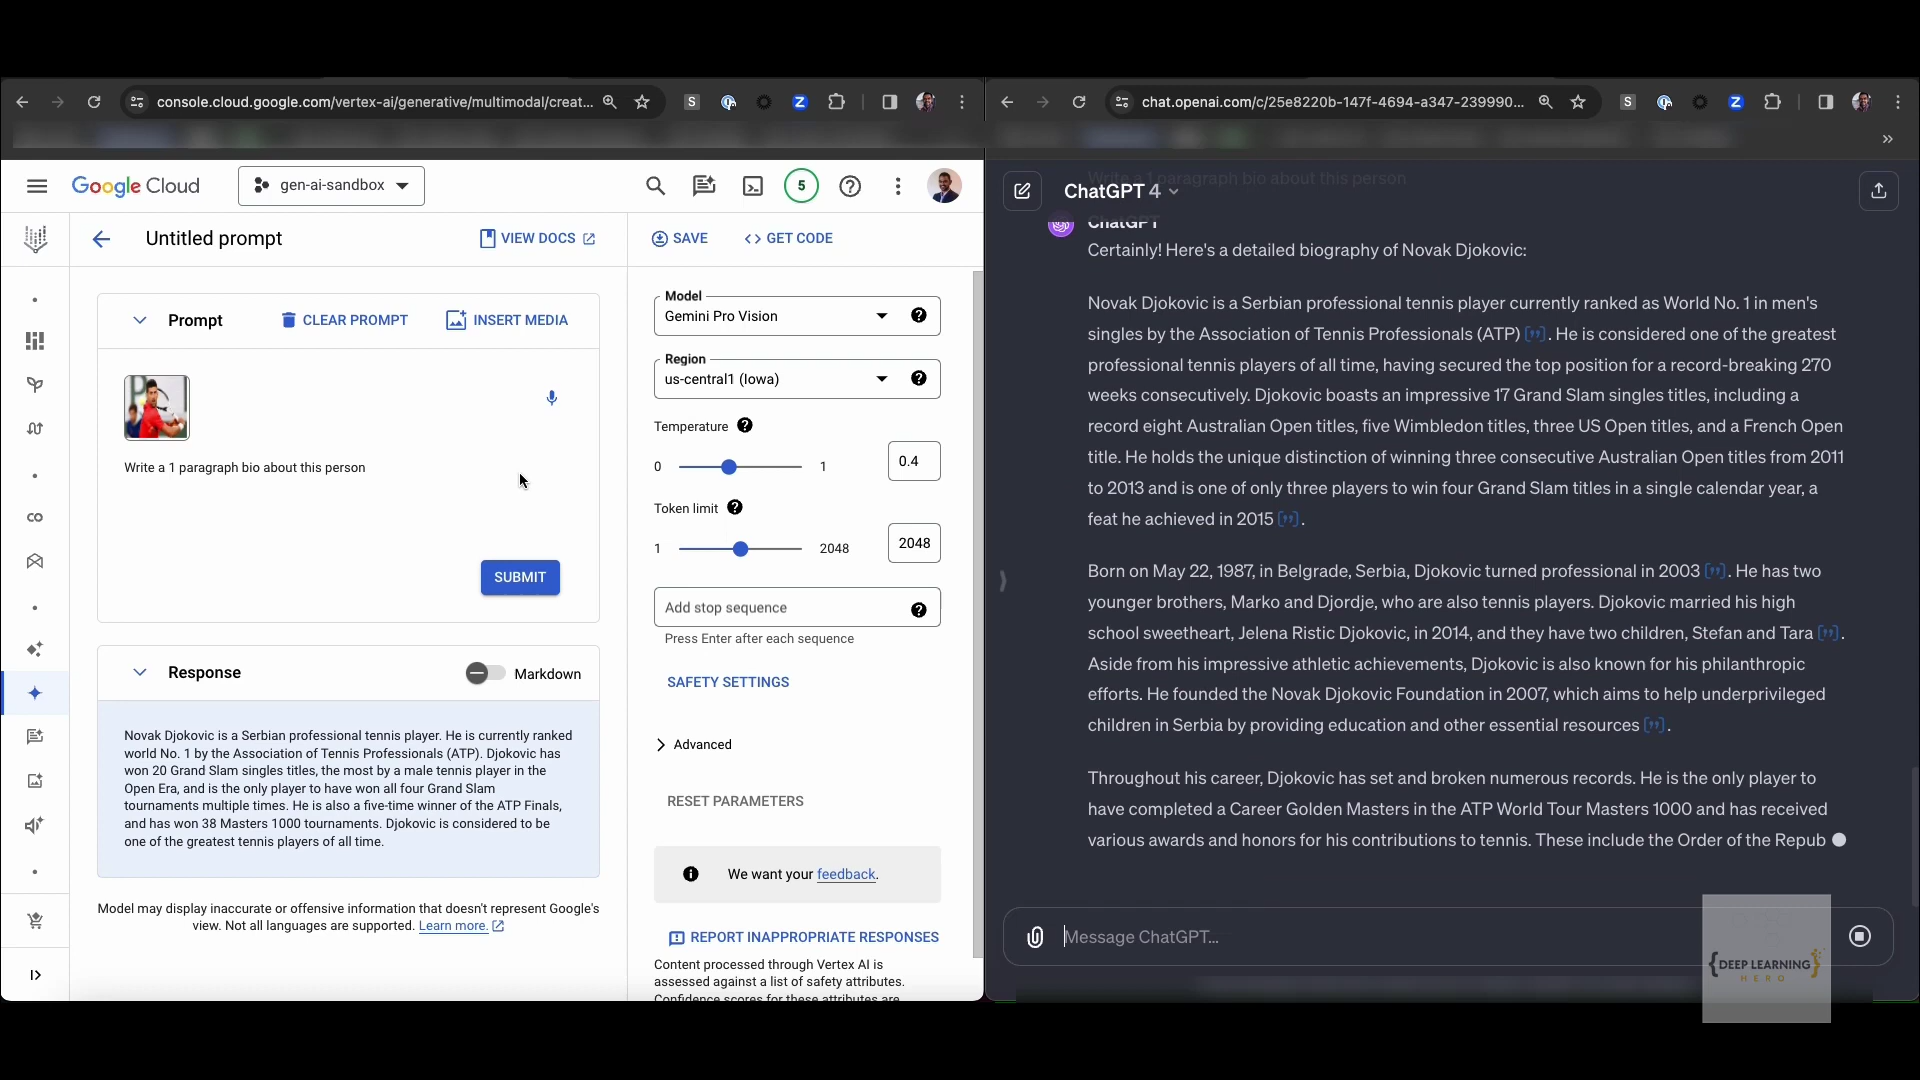 console.cloud.google.com/vertex-ai/generative/multimodal/creat...
Google Cloud
gen-ai-sandbox
5
Untitled prompt
VIEW DOCS
SAVE
<> GET CODE
Prompt
CLEAR PROMPT
INSERT MEDIA
Write a 1 paragraph bio about this person
SUBMIT
Response
Markdown
Novak Djokovic is a Serbian professional tennis player. He is currently ranked
world No. 1 by the Association of Tennis Professionals (ATP). Djokovic has
won 20 Grand Slam singles titles, the most by a male tennis player in the
Open Era, and is the only player to have won all four Grand Slam
tournaments multiple times. He is also a five-time winner of the ATP Finals,
and has won 38 Masters 1000 tournaments. Djokovic is considered to be
one of the greatest tennis players of all time.
Model may display inaccurate or offensive information that doesn't represent Google's
view. Not all languages are supported. Learn more.
Model
Gemini Pro Vision
Region
us-central1 (Iowa)
Temperature
0
1
0.4
Token limit
1
2048
2048
Add stop sequence
Press Enter after each sequence
SAFETY SETTINGS
Advanced
RESET PARAMETERS
We want your feedback.
REPORT INAPPROPRIATE RESPONSES
Content processed through Vertex AI is
assessed against a list of safety attributes.
Confidence scores for these attributes are
chat.openai.com/c/25e8220b-147f-4694-a347-239990...
Write a 1 paragraph bio about this person
ChatGPT 4
ChatGPT
Certainly! Here's a detailed biography of Novak Djokovic:
Novak Djokovic is a Serbian professional tennis player currently ranked as World No. 1 in men's
singles by the Association of Tennis Professionals (ATP) ["]. He is considered one of the greatest
professional tennis players of all time, having secured the top position for a record-breaking 270
weeks consecutively. Djokovic boasts an impressive 17 Grand Slam singles titles, including a
record eight Australian Open titles, five Wimbledon titles, three US Open titles, and a French Open
title. He holds the unique distinction of winning three consecutive Australian Open titles from 2011
to 2013 and is one of only three players to win four Grand Slam titles in a single calendar year, a
feat he achieved in 2015 ["].
Born on May 22, 1987, in Belgrade, Serbia, Djokovic turned professional in 2003 ["]. He has two
younger brothers, Marko and Djordje, who are also tennis players. Djokovic married his high
school sweetheart, Jelena Ristic Djokovic, in 2014, and they have two children, Stefan and Tara ["].
Aside from his impressive athletic achievements, Djokovic is also known for his philanthropic
efforts. He founded the Novak Djokovic Foundation in 2007, which aims to help underprivileged
children in Serbia by providing education and other essential resources ["].
Throughout his career, Djokovic has set and broken numerous records. He is the only player to
have completed a Career Golden Masters in the ATP World Tour Masters 1000 and has received
various awards and honors for his contributions to tennis. These include the Order of the Repub
Message ChatGPT...
{DEEP LEARNING}
HERO